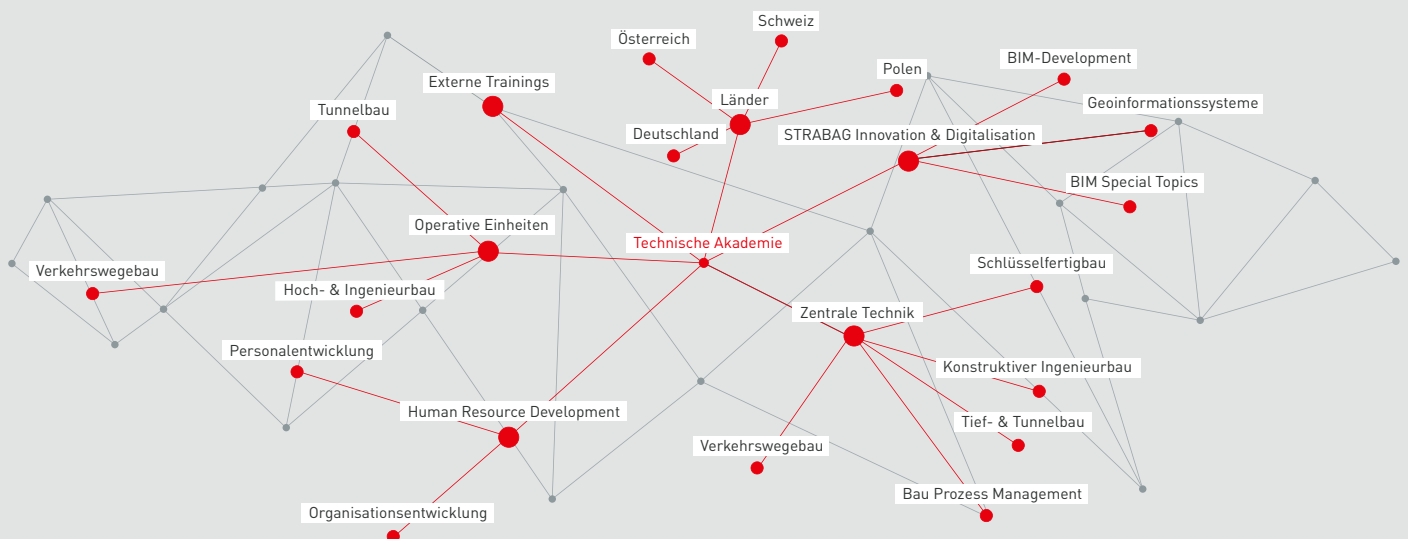 Schweiz
Österreich
BIM-Development
Polen
Externe Trainings
Länder
Geoinformationssysteme
Tunnelbau
Deutschland
STRABAG Innovation & Digitalisation
BIM Special Topics
Operative Einheiten
Technische Akademie
Schlüsselfertigbau
Verkehrswegebau
Hoch- & Ingenieurbau
Zentrale Technik
Personalentwicklung
Konstruktiver Ingenieurbau
Human Resource Development
Tief- & Tunnelbau
Verkehrswegebau
Bau Prozess Management
Organisationsentwicklung